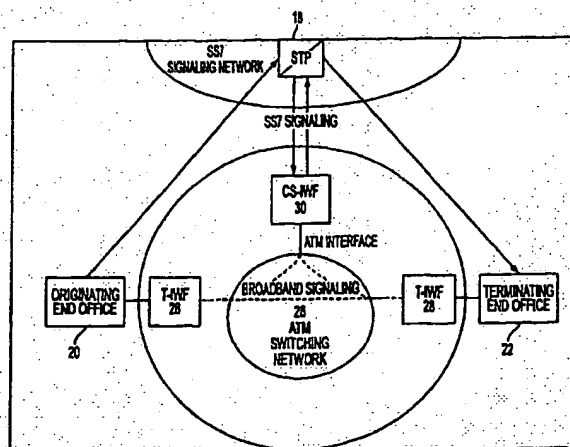 18
SS7
SIGNALING NETWORK
STP
SS7 SIGNALING
CS-IWF
30
ATM INTERFACE
ORIGINATING
END OFFICE
20
T-IWF
28
BROADBAND SIGNALING
26
ATM
SWITCHING
NETWORK
T-IWF
28
TERMINATING
END OFFICE
22